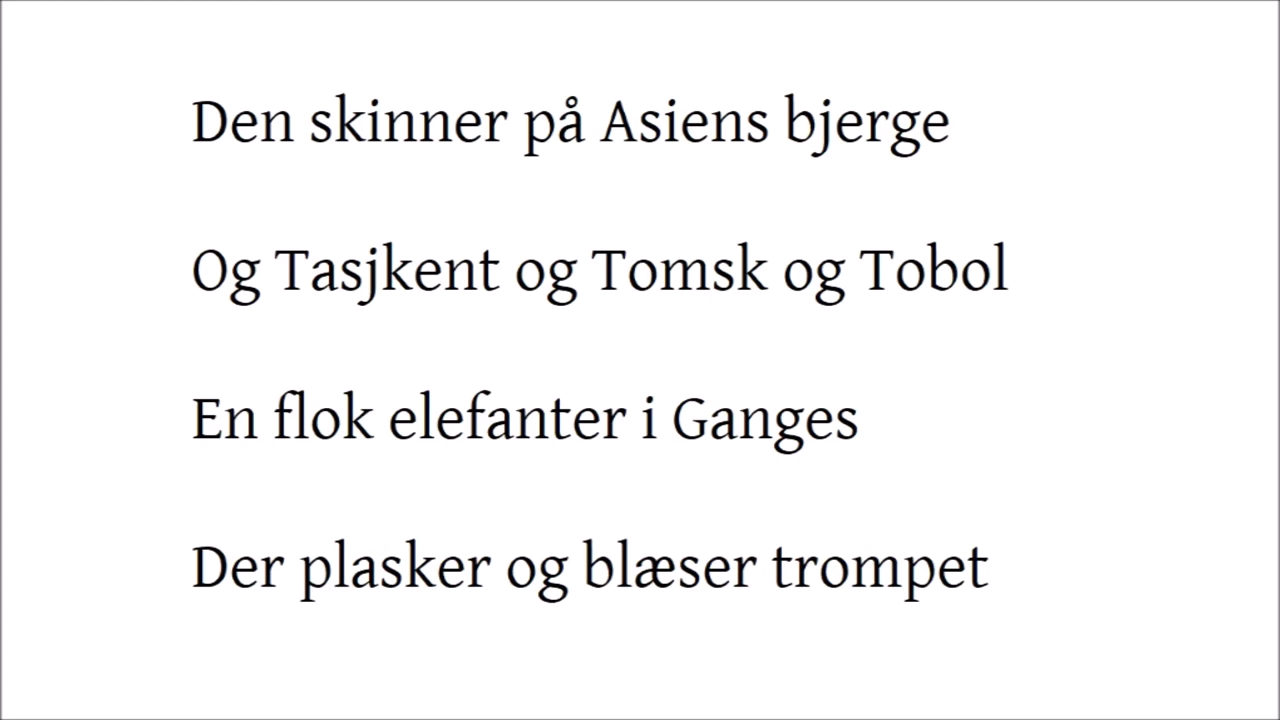 Den skinner på Asiens bjerge
Og Tasjkent og Tomsk og Tobol
En flok elefanter i Ganges
Der plasker og blæser trompet